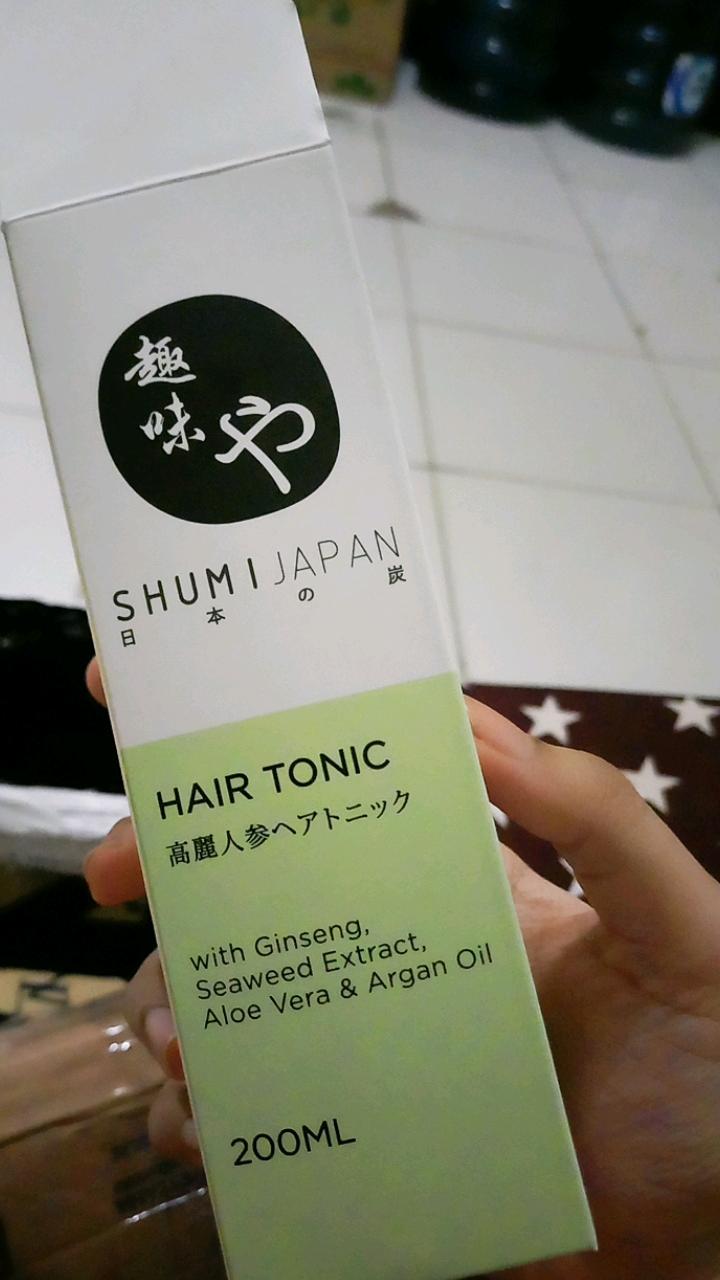 趣味や
SHUMI JAPAN
日本の炭
HAIR TONIC
高麗人参ヘアトニック
with Ginseng,
Seaweed Extract,
Aloe Vera & Argan Oil
200ML